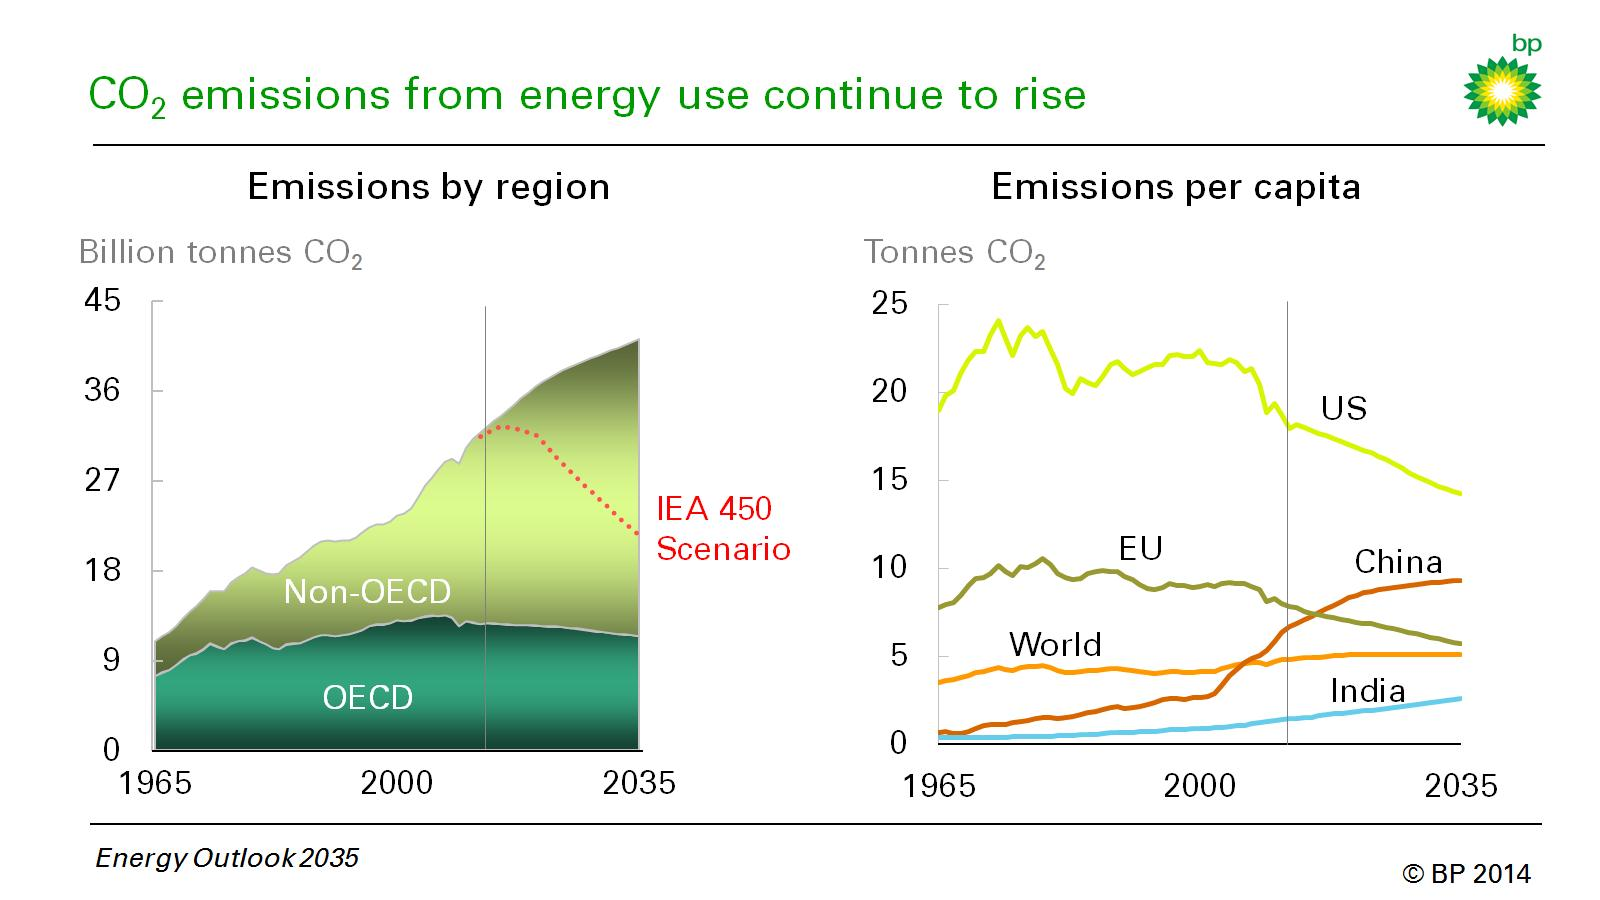 bp
CO₂ emissions from energy use continue to rise
Emissions by region
Billion tonnes CO₂
45
36
27
18
9
0
1965
2000
2035
Non-OECD
OECD
IEA 450
Scenario
Emissions per capita
Tonnes CO₂
25
20
15
10
5
0
1965
2000
2035
US
EU
China
World
India
Energy Outlook 2035
© BP 2014